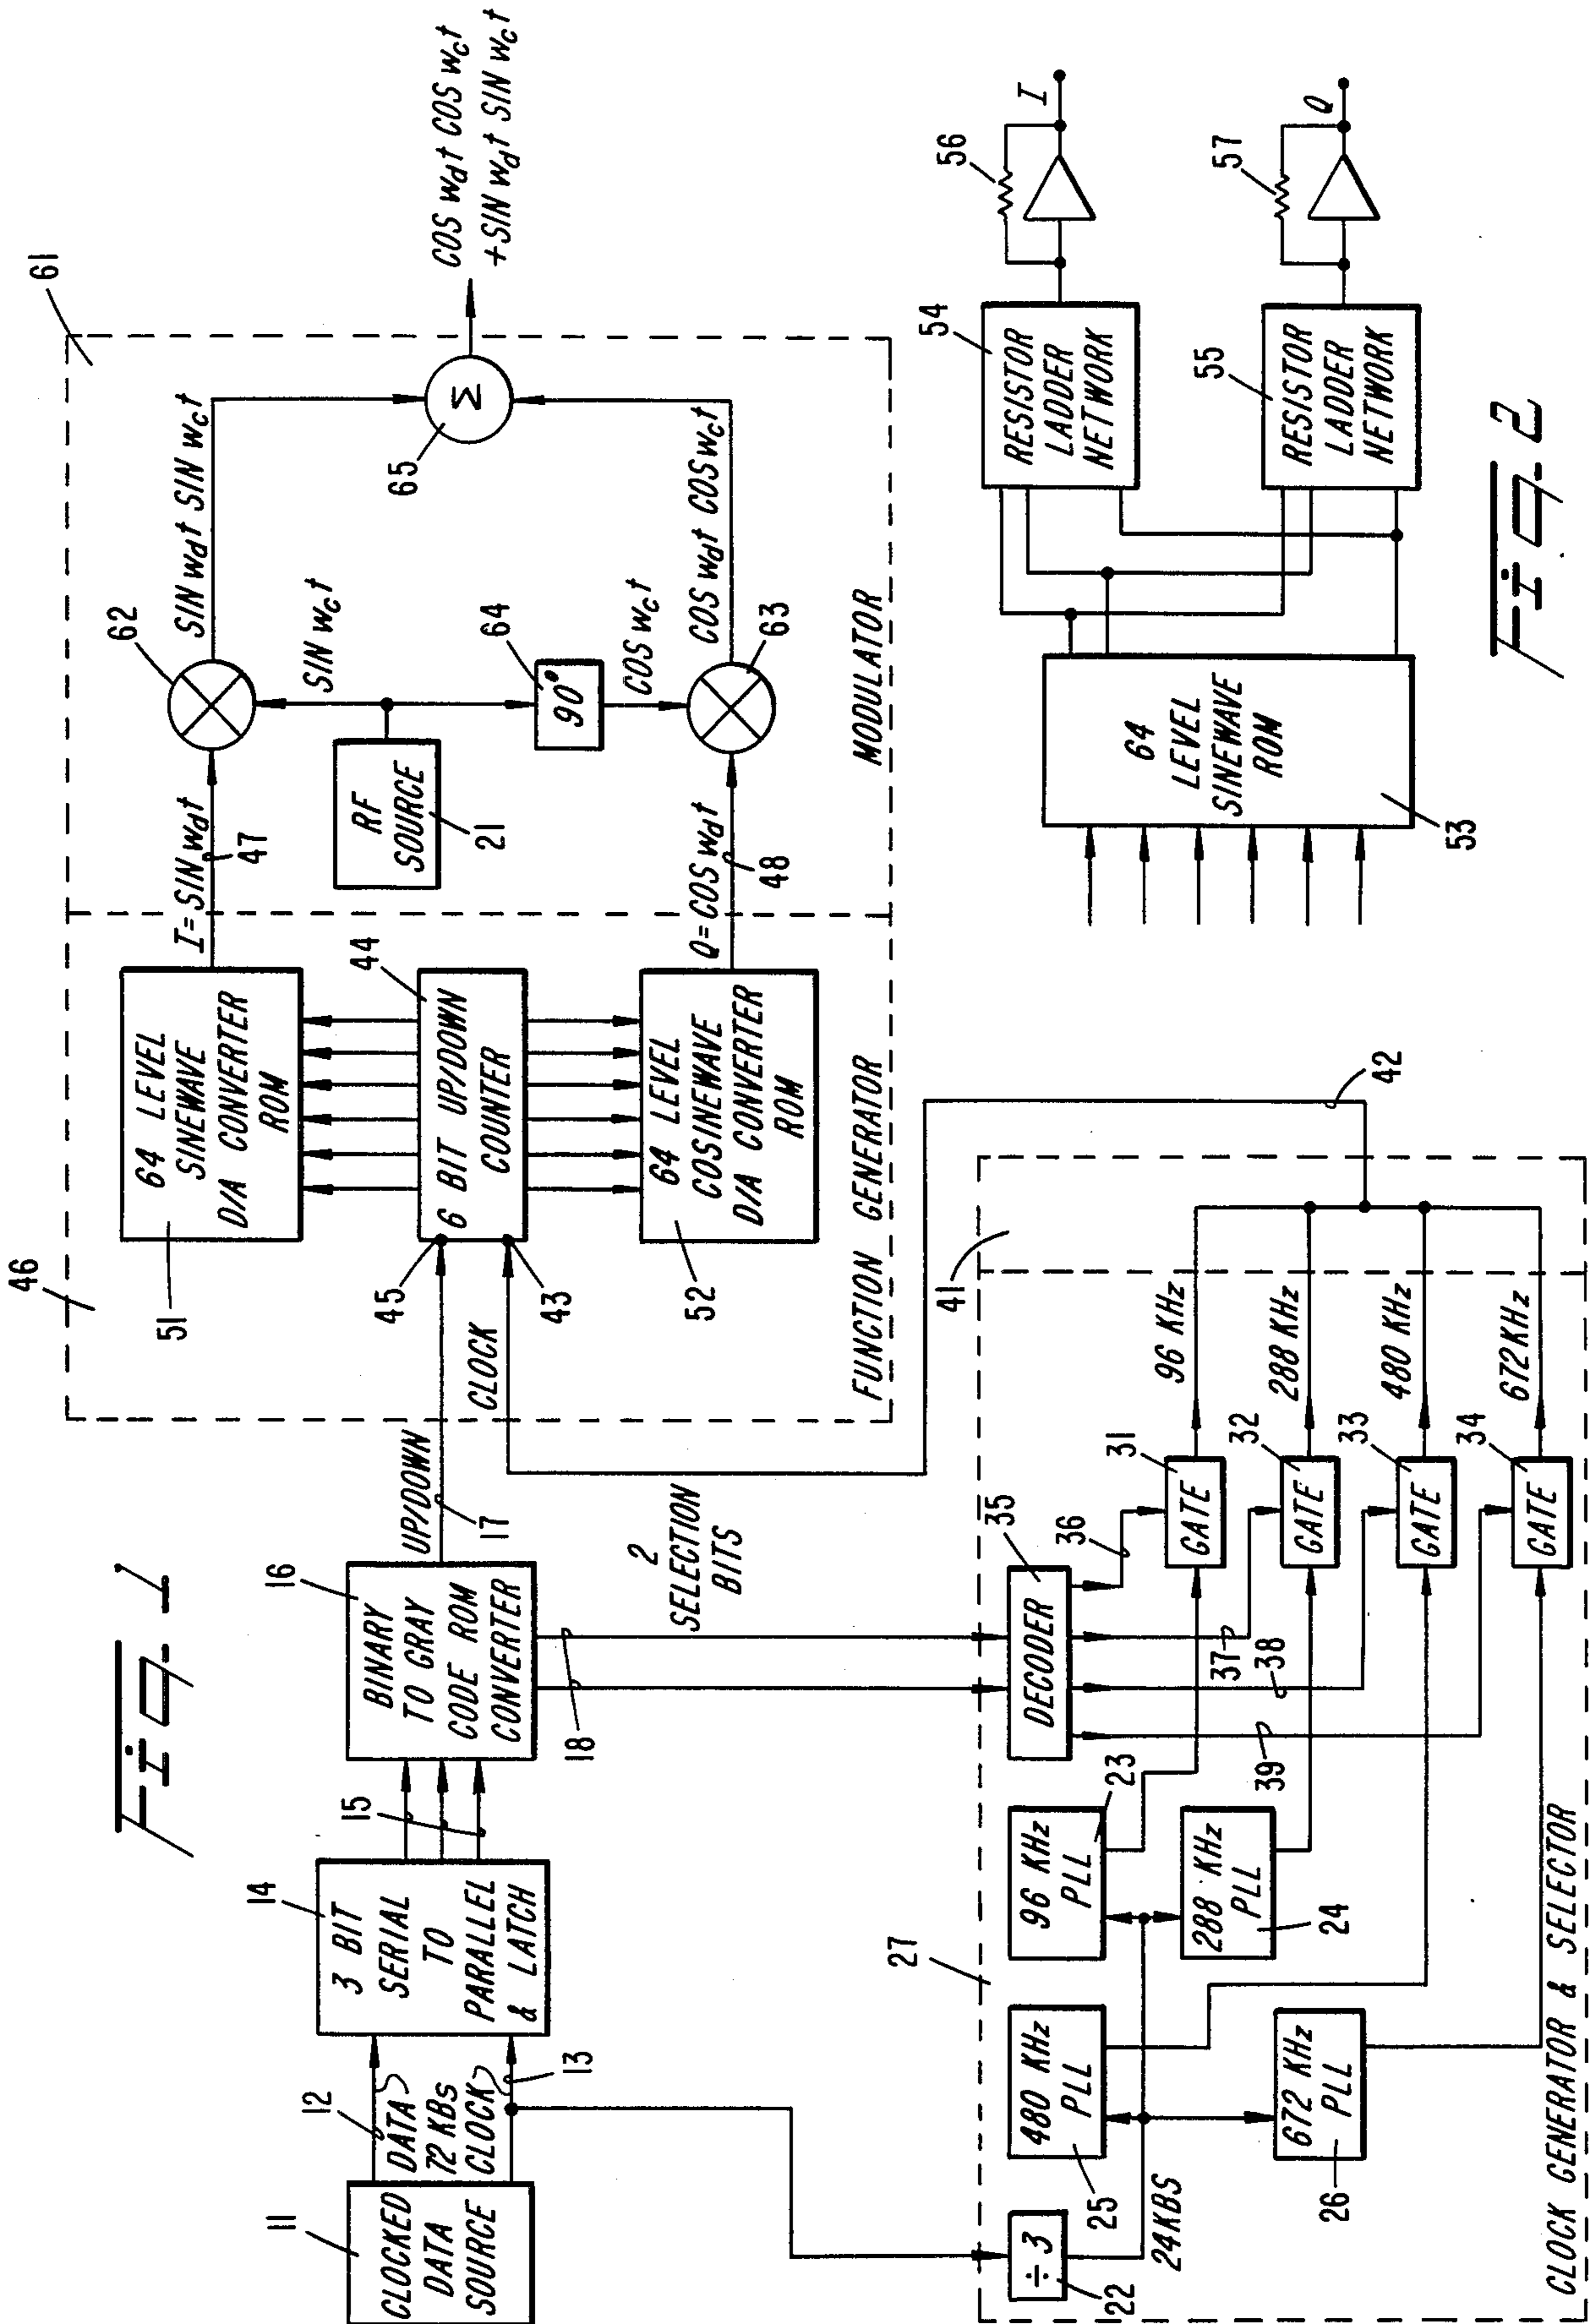 Fig. 1
11
CLOCKED
DATA
SOURCE
12
DATA
72 KBs
CLOCK
13
14
3 BIT
SERIAL
TO
PARALLEL
& LATCH
15
16
BINARY
TO GRAY
CODE ROM
CONVERTER
UP/DOWN
17
18
2
SELECTION
BITS
CLOCK
46
51
64 LEVEL
SINEWAVE
D/A CONVERTER
ROM
44
45
6 BIT UP/DOWN
COUNTER
43
52
64 LEVEL
COSINEWAVE
D/A CONVERTER
ROM
FUNCTION GENERATOR
I = SIN wdt
47
Q = COS wdt
48
61
62
SIN wdt SIN wct
SIN wct
RF
SOURCE
21
64
90°
COS wct
63
COS wdt COS wct
65
Σ
MODULATOR
COS wdt COS wct
+SIN wdt SIN wct
22
÷ 3
24KBS
27
25
480 KHz
PLL
26
672 KHz
PLL
23
96 KHz
PLL
24
288 KHz
PLL
35
DECODER
36
37
38
39
31
GATE
32
GATE
33
GATE
34
GATE
96 KHz
288 KHz
480 KHz
672KHz
41
42
CLOCK GENERATOR & SELECTOR
Fig. 2
53
64
LEVEL
SINEWAVE
ROM
54
RESISTOR
LADDER
NETWORK
55
RESISTOR
LADDER
NETWORK
56
I
57
Q